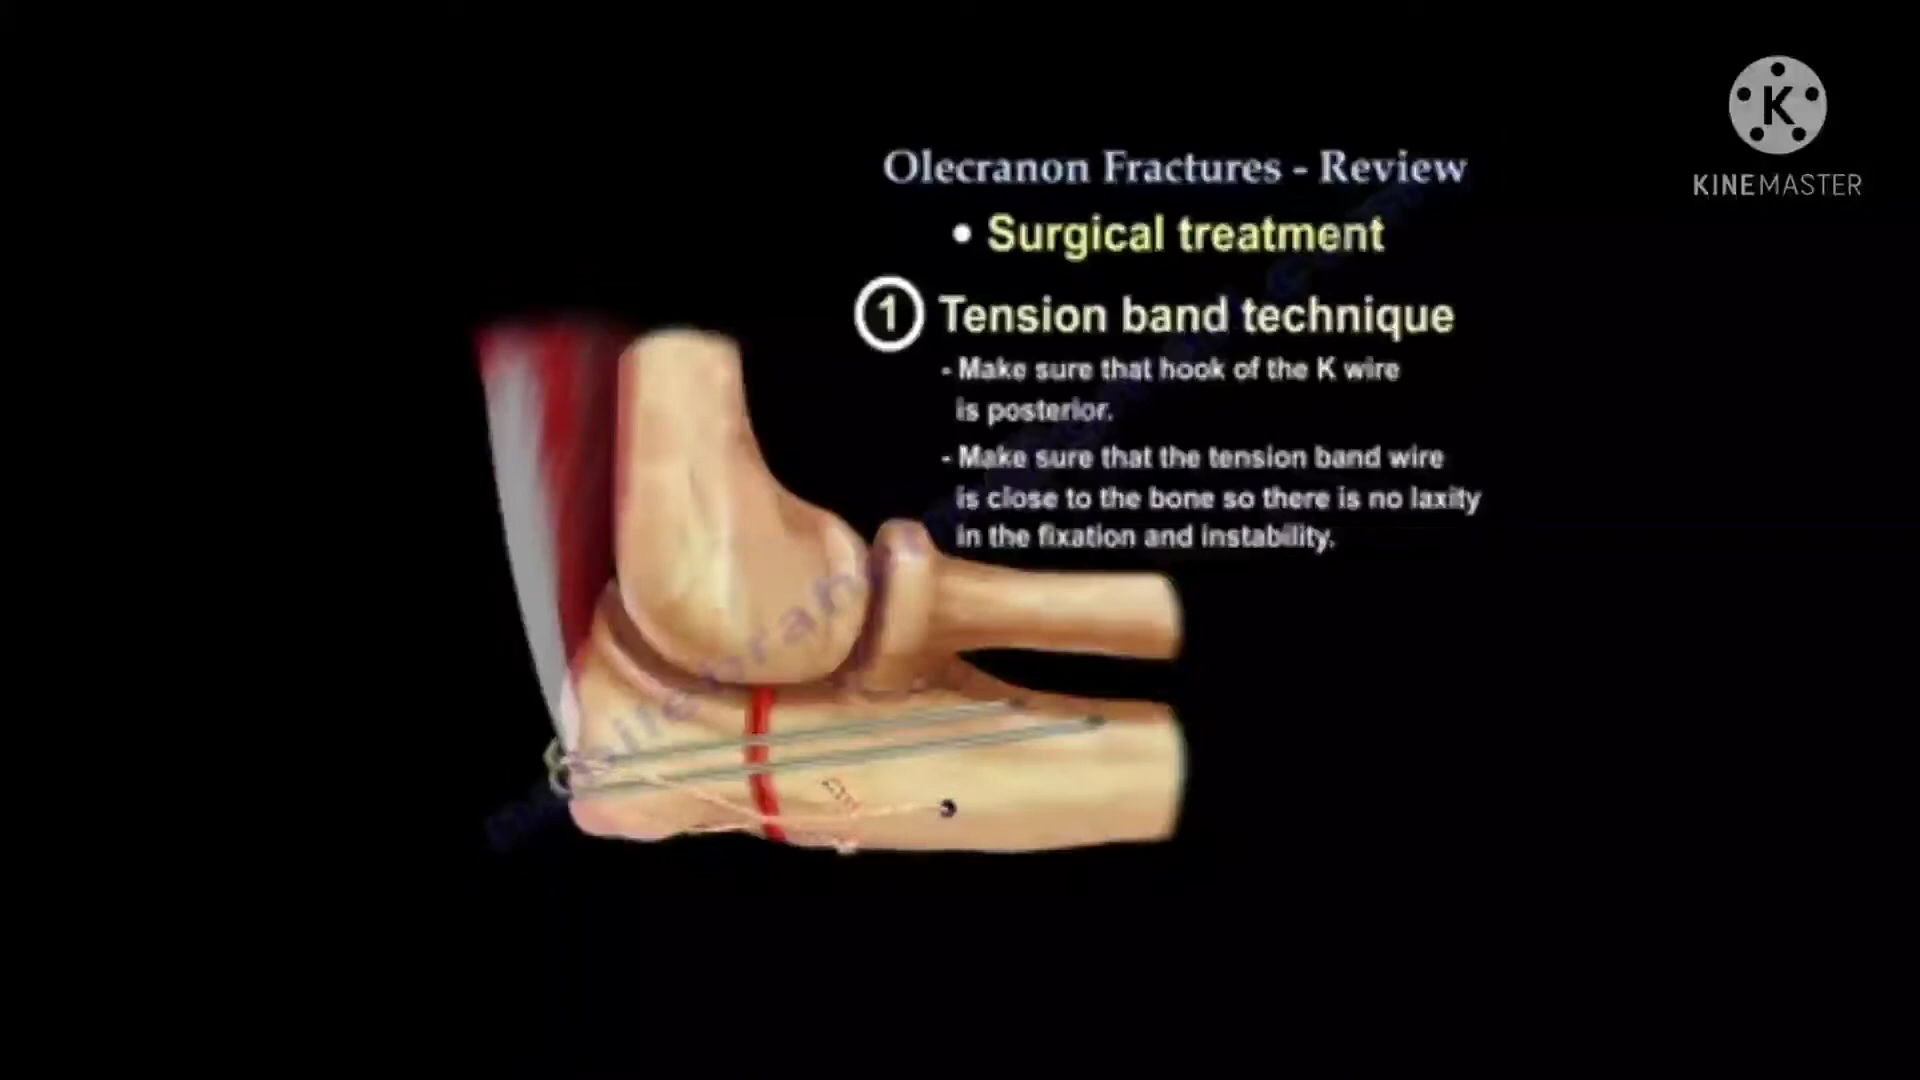 K
KINEMASTER
Olecranon Fractures - Review
• Surgical treatment
1 Tension band technique
- Make sure that hook of the K wire
is posterior.
- Make sure that the tension band wire
is close to the bone so there is no laxity
in the fixation and instability.